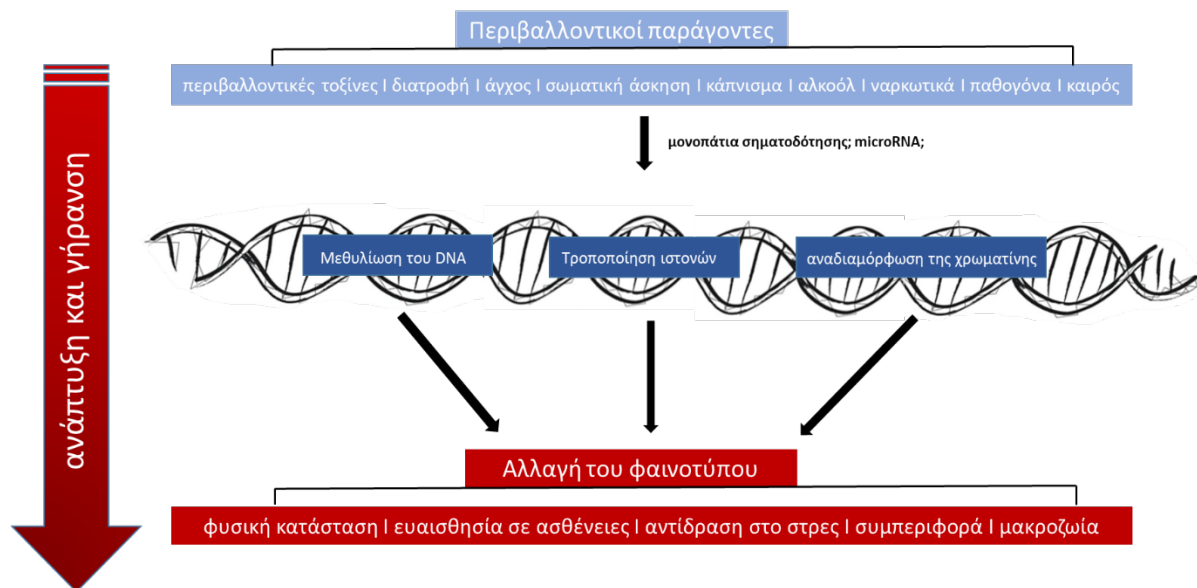 Περιβαλλοντικοί παράγοντες
περιβαλλοντικές τοξίνες Ι διατροφή Ι άγχος Ι σωματική άσκηση Ι κάπνισμα Ι αλκοόλ Ι ναρκωτικά Ι παθογόνα Ι καιρός
μονοπάτια σηματοδότησης; microRNA;
Μεθυλίωση του DNA
Τροποποίηση ιστονών
αναδιαμόρφωση της χρωματίνης
ανάπτυξη και γήρανση
Αλλαγή του φαινοτύπου
φυσική κατάσταση Ι ευαισθησία σε ασθένειες Ι αντίδραση στο στρες Ι συμπεριφορά Ι μακροζωία